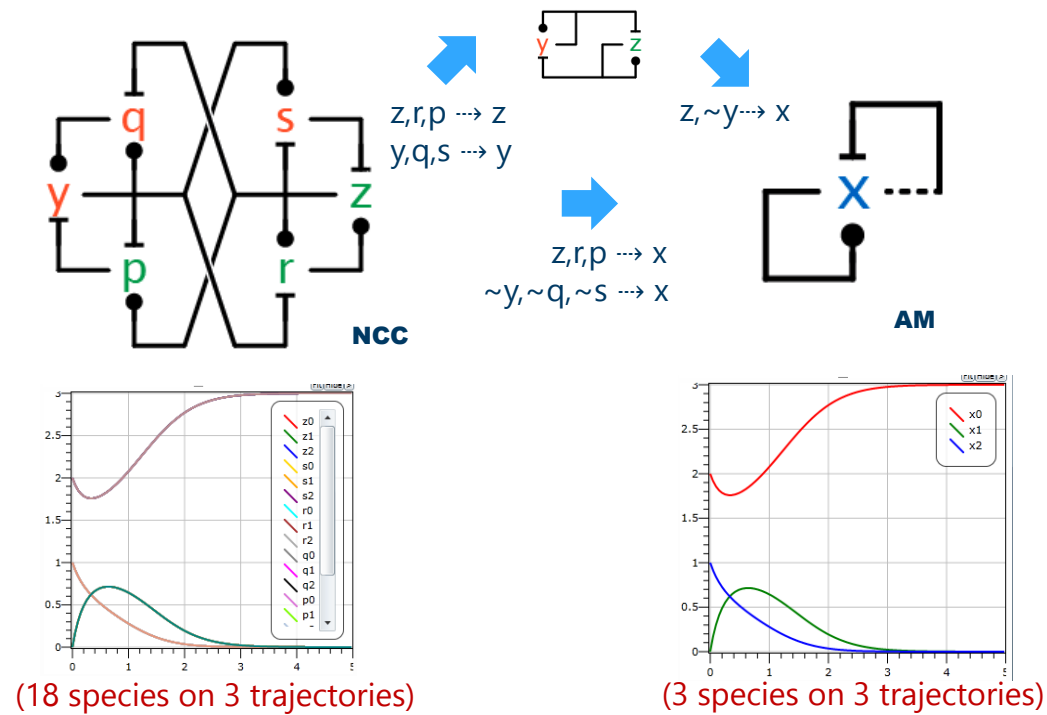 y
z
q
s
y
z
p
r
z,r,p ⤏ z
y,q,s ⤏ y
z,~y⤏ x
z,r,p ⤏ x
~y,~q,~s ⤏ x
x
NCC
AM
3
2.5
2
1.5
1
0.5
0
0 1 2 3 4 5
z0
z1
z2
s0
s1
s2
r0
r1
r2
q0
q1
q2
p0
p1
3
2.5
2
1.5
1
0.5
0
0 1 2 3 4 5
x0
x1
x2
(18 species on 3 trajectories)
(3 species on 3 trajectories)